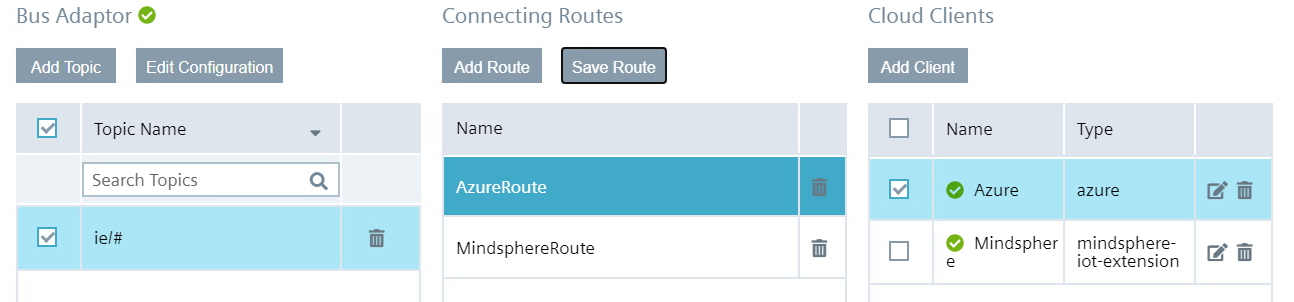 Bus Adaptor
Connecting Routes
Cloud Clients
Add Topic
Edit Configuration
Add Route
Save Route
Add Client
Topic Name
Name
Name
Type
Search Topics
AzureRoute
Azure
azure
ie/#
MindsphereRoute
Mindspher
e
mindsphere-
iot-extension